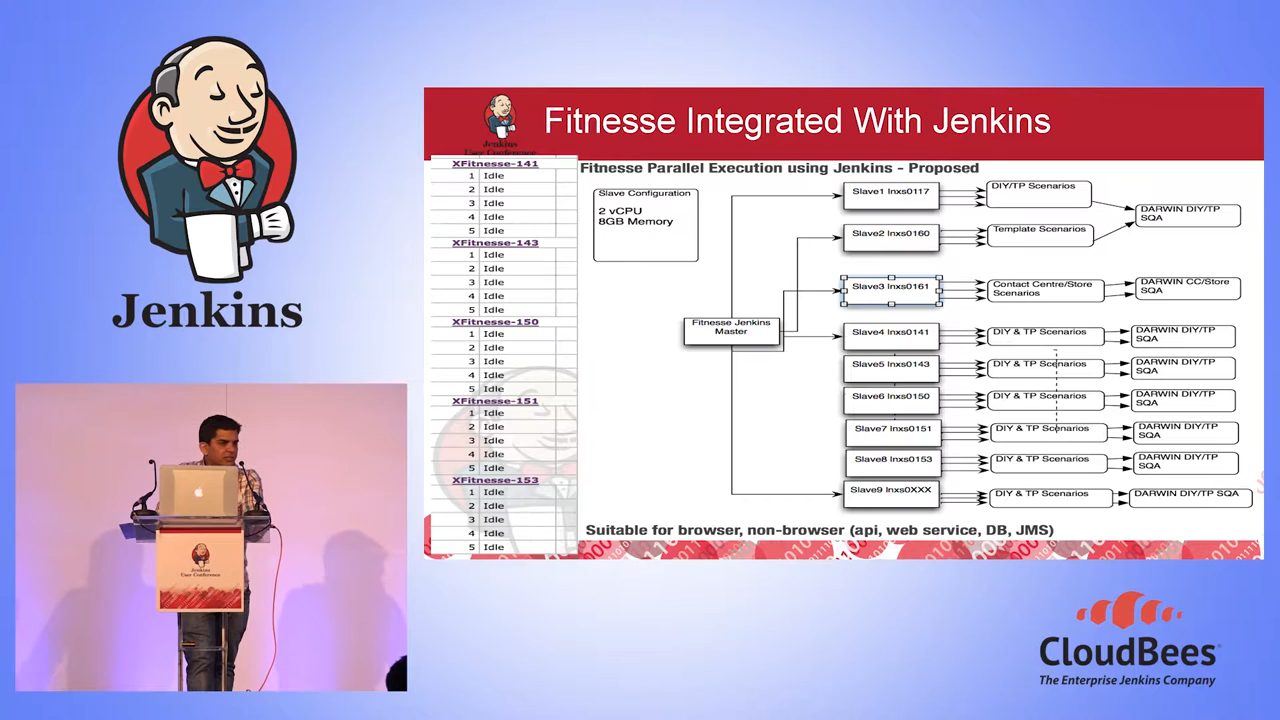 Jenkins
Fitnesse Integrated With Jenkins
Jenkins
User Conference
XFitnesse-141
1 Idle
2 Idle
3 Idle
4 Idle
5 Idle
XFitnesse-143
1 Idle
2 Idle
3 Idle
4 Idle
5 Idle
XFitnesse-150
1 Idle
2 Idle
3 Idle
4 Idle
5 Idle
XFitnesse-151
1 Idle
2 Idle
3 Idle
4 Idle
5 Idle
XFitnesse-153
1 Idle
2 Idle
3 Idle
4 Idle
5 Idle
Fitnesse Parallel Execution using Jenkins - Proposed
Slave Configuration
2 vCPU
8GB Memory
Fitnesse Jenkins
Master
Slave1 lnxs0117
DIY/TP Scenarios
DARWIN DIY/TP
SQA
Slave2 lnxs0160
Template Scenarios
Slave3 lnxs0161
Contact Centre/Store
Scenarios
DARWIN CC/Store
SQA
Slave4 lnxs0141
DIY & TP Scenarios
DARWIN DIY/TP
SQA
Slave5 lnxs0143
DIY & TP Scenarios
DARWIN DIY/TP
SQA
Slave6 lnxs0150
DIY & TP Scenarios
DARWIN DIY/TP
SQA
Slave7 lnxs0151
DIY & TP Scenarios
DARWIN DIY/TP
SQA
Slave8 lnxs0153
DIY & TP Scenarios
DARWIN DIY/TP
SQA
Slave9 lnxs0XXX
DIY & TP Scenarios
DARWIN DIY/TP SQA
Suitable for browser, non-browser (api, web service, DB, JMS)
Jenkins
User Conference
CloudBees
The Enterprise Jenkins Company